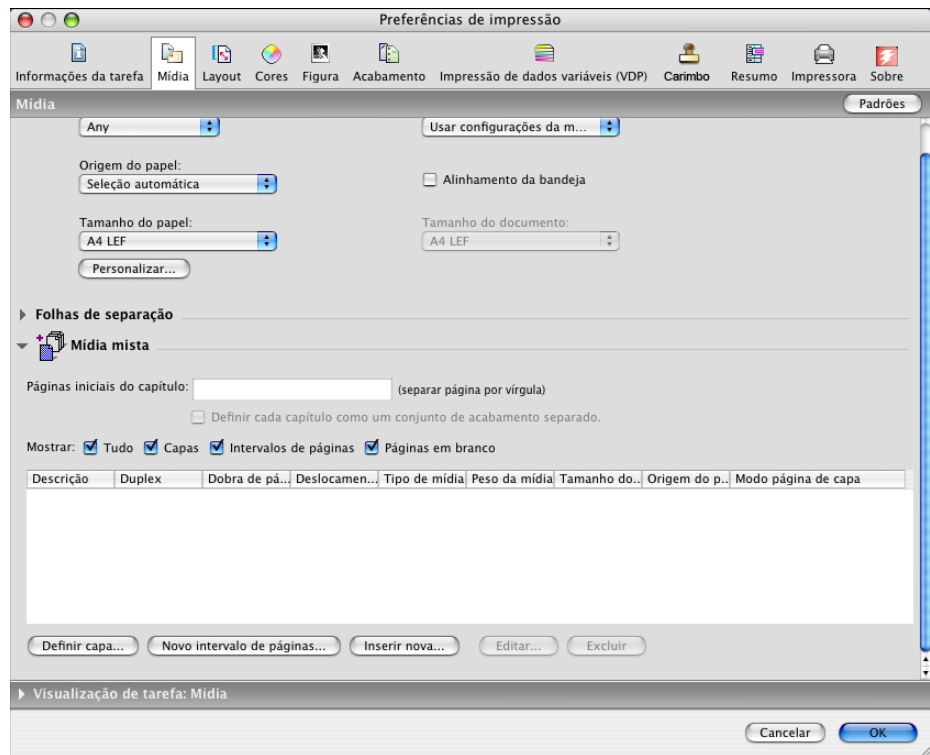 Preferências de impressão
Informações da tarefa Mídia Layout Cores Figura Acabamento Impressão de dados variáveis (VDP) Carimbo Resumo Impressora Sobre
Mídia Padrões
Any Usar configurações da m...
Origem do papel:
Seleção automática Alinhamento da bandeja
Tamanho do papel: Tamanho do documento:
A4 LEF A4 LEF
Personalizar...
Folhas de separação
Mídia mista
Páginas iniciais do capítulo: (separar página por vírgula)
Definir cada capítulo como um conjunto de acabamento separado.
Mostrar: Tudo Capas Intervalos de páginas Páginas em branco
Descrição Duplex Dobra de pá... Deslocamen... Tipo de mídia Peso da mídia Tamanho do.. Origem do p.. Modo página de capa
Definir capa... Novo intervalo de páginas... Inserir nova... Editar... Excluir
Visualização de tarefa: Mídia
Cancelar OK